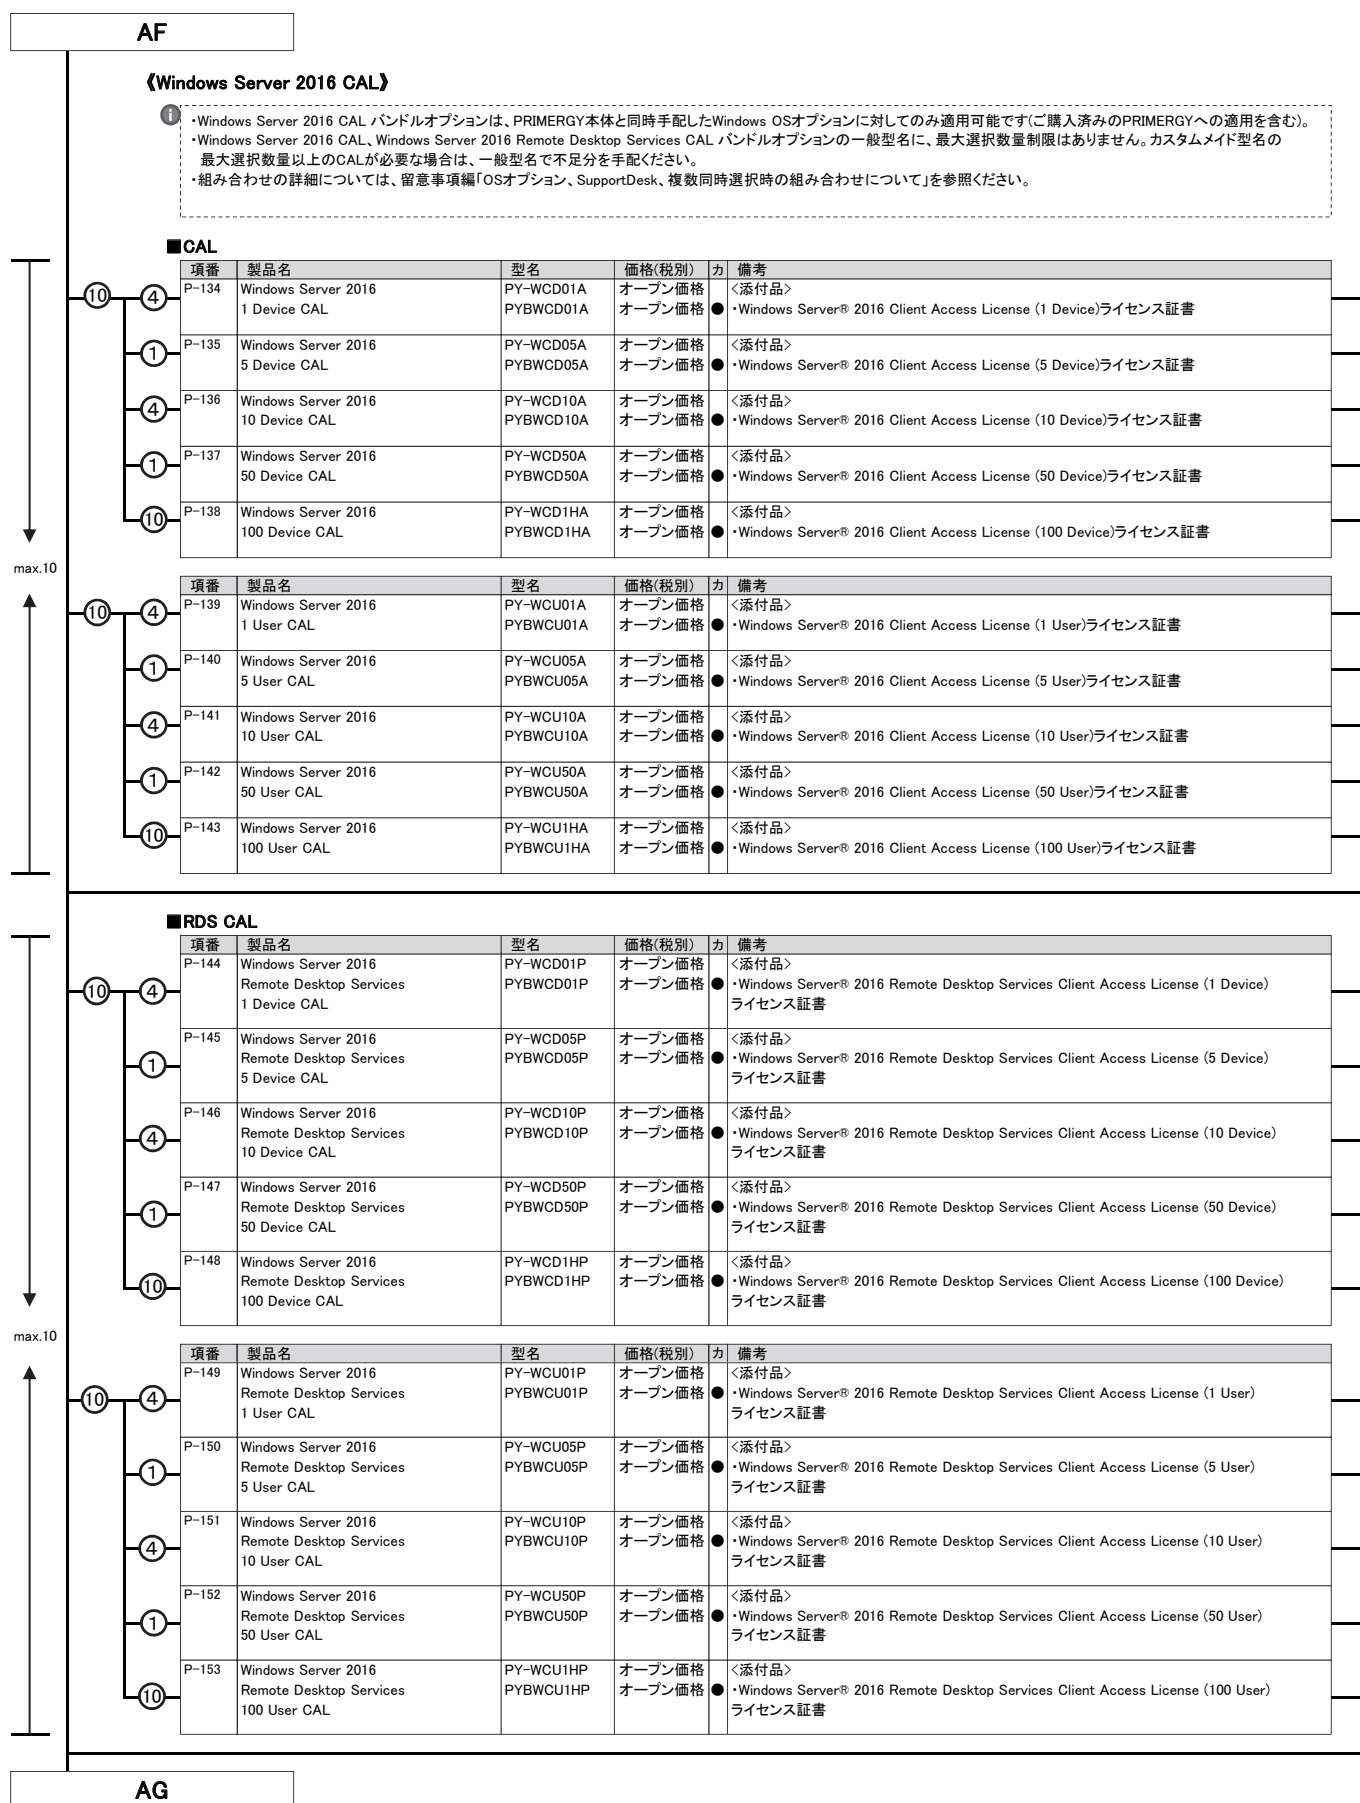 AF
《Windows Server 2016 CAL》
i
・Windows Server 2016 CAL バンドルオプションは、PRIMERGY本体と同時手配したWindows OSオプションに対してのみ適用可能です(ご購入済みのPRIMERGYへの適用を含む)。
・Windows Server 2016 CAL、Windows Server 2016 Remote Desktop Services CAL バンドルオプションの一般型名に、最大選択数量制限はありません。カスタムメイド型名の
最大選択数量以上のCALが必要な場合は、一般型名で不足分を手配ください。
・組み合わせの詳細については、留意事項編「OSオプション、SupportDesk、複数同時選択時の組み合わせについて」を参照ください。
■CAL
項番 製品名 型名 価格(税別) カ 備考
P-134 Windows Server 2016 PY-WCD01A オープン価格 <添付品>
10 4 1 Device CAL PYBWCD01A オープン価格 ● ・Windows Server® 2016 Client Access License (1 Device)ライセンス証書
P-135 Windows Server 2016 PY-WCD05A オープン価格 <添付品>
1 5 Device CAL PYBWCD05A オープン価格 ● ・Windows Server® 2016 Client Access License (5 Device)ライセンス証書
P-136 Windows Server 2016 PY-WCD10A オープン価格 <添付品>
4 10 Device CAL PYBWCD10A オープン価格 ● ・Windows Server® 2016 Client Access License (10 Device)ライセンス証書
P-137 Windows Server 2016 PY-WCD50A オープン価格 <添付品>
1 50 Device CAL PYBWCD50A オープン価格 ● ・Windows Server® 2016 Client Access License (50 Device)ライセンス証書
P-138 Windows Server 2016 PY-WCD1HA オープン価格 <添付品>
10 100 Device CAL PYBWCD1HA オープン価格 ● ・Windows Server® 2016 Client Access License (100 Device)ライセンス証書
max.10
項番 製品名 型名 価格(税別) カ 備考
P-139 Windows Server 2016 PY-WCU01A オープン価格 <添付品>
10 4 1 User CAL PYBWCU01A オープン価格 ● ・Windows Server® 2016 Client Access License (1 User)ライセンス証書
P-140 Windows Server 2016 PY-WCU05A オープン価格 <添付品>
1 5 User CAL PYBWCU05A オープン価格 ● ・Windows Server® 2016 Client Access License (5 User)ライセンス証書
P-141 Windows Server 2016 PY-WCU10A オープン価格 <添付品>
4 10 User CAL PYBWCU10A オープン価格 ● ・Windows Server® 2016 Client Access License (10 User)ライセンス証書
P-142 Windows Server 2016 PY-WCU50A オープン価格 <添付品>
1 50 User CAL PYBWCU50A オープン価格 ● ・Windows Server® 2016 Client Access License (50 User)ライセンス証書
P-143 Windows Server 2016 PY-WCU1HA オープン価格 <添付品>
10 100 User CAL PYBWCU1HA オープン価格 ● ・Windows Server® 2016 Client Access License (100 User)ライセンス証書
■RDS CAL
項番 製品名 型名 価格(税別) カ 備考
P-144 Windows Server 2016 PY-WCD01P オープン価格 <添付品>
10 4 Remote Desktop Services PYBWCD01P オープン価格 ● ・Windows Server® 2016 Remote Desktop Services Client Access License (1 Device)
1 Device CAL ライセンス証書
P-145 Windows Server 2016 PY-WCD05P オープン価格 <添付品>
1 Remote Desktop Services PYBWCD05P オープン価格 ● ・Windows Server® 2016 Remote Desktop Services Client Access License (5 Device)
5 Device CAL ライセンス証書
P-146 Windows Server 2016 PY-WCD10P オープン価格 <添付品>
4 Remote Desktop Services PYBWCD10P オープン価格 ● ・Windows Server® 2016 Remote Desktop Services Client Access License (10 Device)
10 Device CAL ライセンス証書
P-147 Windows Server 2016 PY-WCD50P オープン価格 <添付品>
1 Remote Desktop Services PYBWCD50P オープン価格 ● ・Windows Server® 2016 Remote Desktop Services Client Access License (50 Device)
50 Device CAL ライセンス証書
P-148 Windows Server 2016 PY-WCD1HP オープン価格 <添付品>
10 Remote Desktop Services PYBWCD1HP オープン価格 ● ・Windows Server® 2016 Remote Desktop Services Client Access License (100 Device)
100 Device CAL ライセンス証書
max.10
項番 製品名 型名 価格(税別) カ 備考
P-149 Windows Server 2016 PY-WCU01P オープン価格 <添付品>
10 4 Remote Desktop Services PYBWCU01P オープン価格 ● ・Windows Server® 2016 Remote Desktop Services Client Access License (1 User)
1 User CAL ライセンス証書
P-150 Windows Server 2016 PY-WCU05P オープン価格 <添付品>
1 Remote Desktop Services PYBWCU05P オープン価格 ● ・Windows Server® 2016 Remote Desktop Services Client Access License (5 User)
5 User CAL ライセンス証書
P-151 Windows Server 2016 PY-WCU10P オープン価格 <添付品>
4 Remote Desktop Services PYBWCU10P オープン価格 ● ・Windows Server® 2016 Remote Desktop Services Client Access License (10 User)
10 User CAL ライセンス証書
P-152 Windows Server 2016 PY-WCU50P オープン価格 <添付品>
1 Remote Desktop Services PYBWCU50P オープン価格 ● ・Windows Server® 2016 Remote Desktop Services Client Access License (50 User)
50 User CAL ライセンス証書
P-153 Windows Server 2016 PY-WCU1HP オープン価格 <添付品>
10 Remote Desktop Services PYBWCU1HP オープン価格 ● ・Windows Server® 2016 Remote Desktop Services Client Access License (100 User)
100 User CAL ライセンス証書
AG